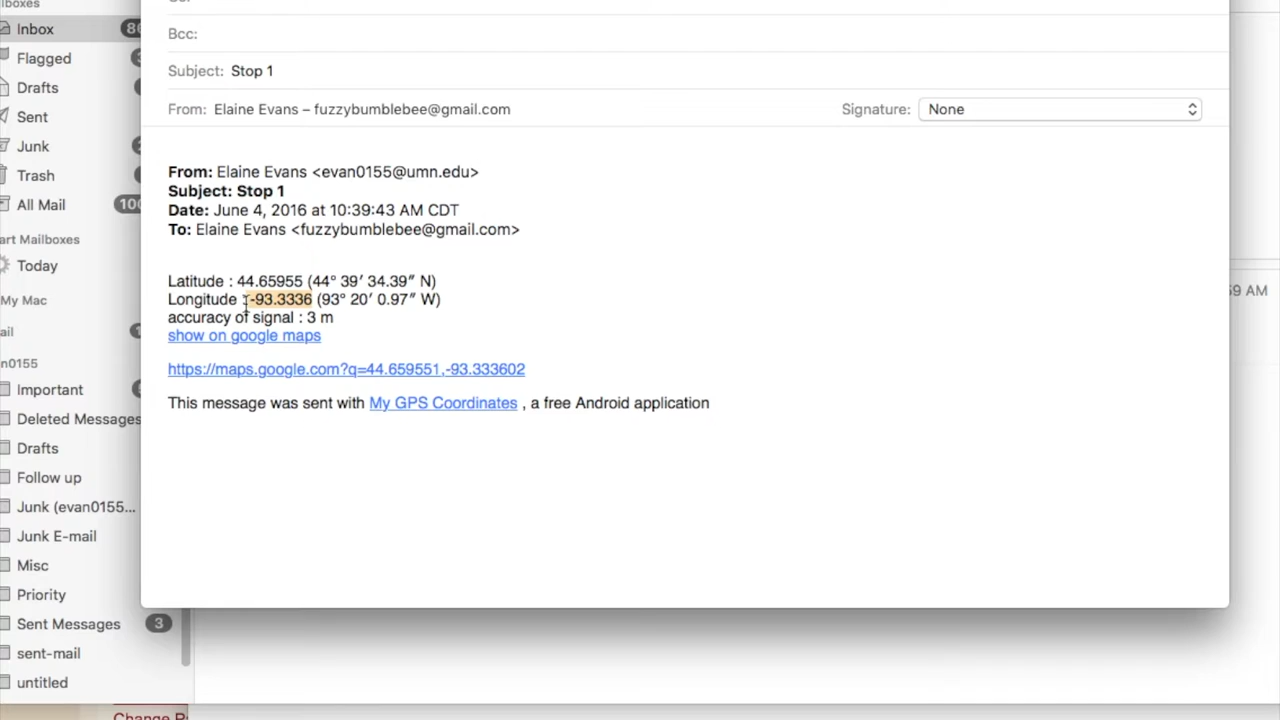 Inbox
Flagged
Drafts
Sent
Junk
Trash
All Mail
Today
My Mac
Important
Deleted Messages
Drafts
Follow up
Junk (evan0155...
Junk E-mail
Misc
Priority
Sent Messages 3
sent-mail
untitled
Bcc:
Subject: Stop 1
From: Elaine Evans – fuzzybumblebee@gmail.com Signature: None
From: Elaine Evans <evan0155@umn.edu>
Subject: Stop 1
Date: June 4, 2016 at 10:39:43 AM CDT
To: Elaine Evans <fuzzybumblebee@gmail.com>
Latitude : 44.65955 (44° 39′ 34.39″ N)
Longitude : -93.3336 (93° 20′ 0.97″ W)
accuracy of signal : 3 m
show on google maps
https://maps.google.com?q=44.659551,-93.333602
This message was sent with My GPS Coordinates , a free Android application
AM